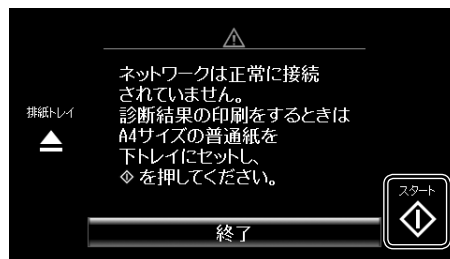 ネットワークは正常に接続
されていません。
診断結果の印刷をするときは
A4サイズの普通紙を
下トレイにセットし、
を押してください。
排紙トレイ
スタート
終了